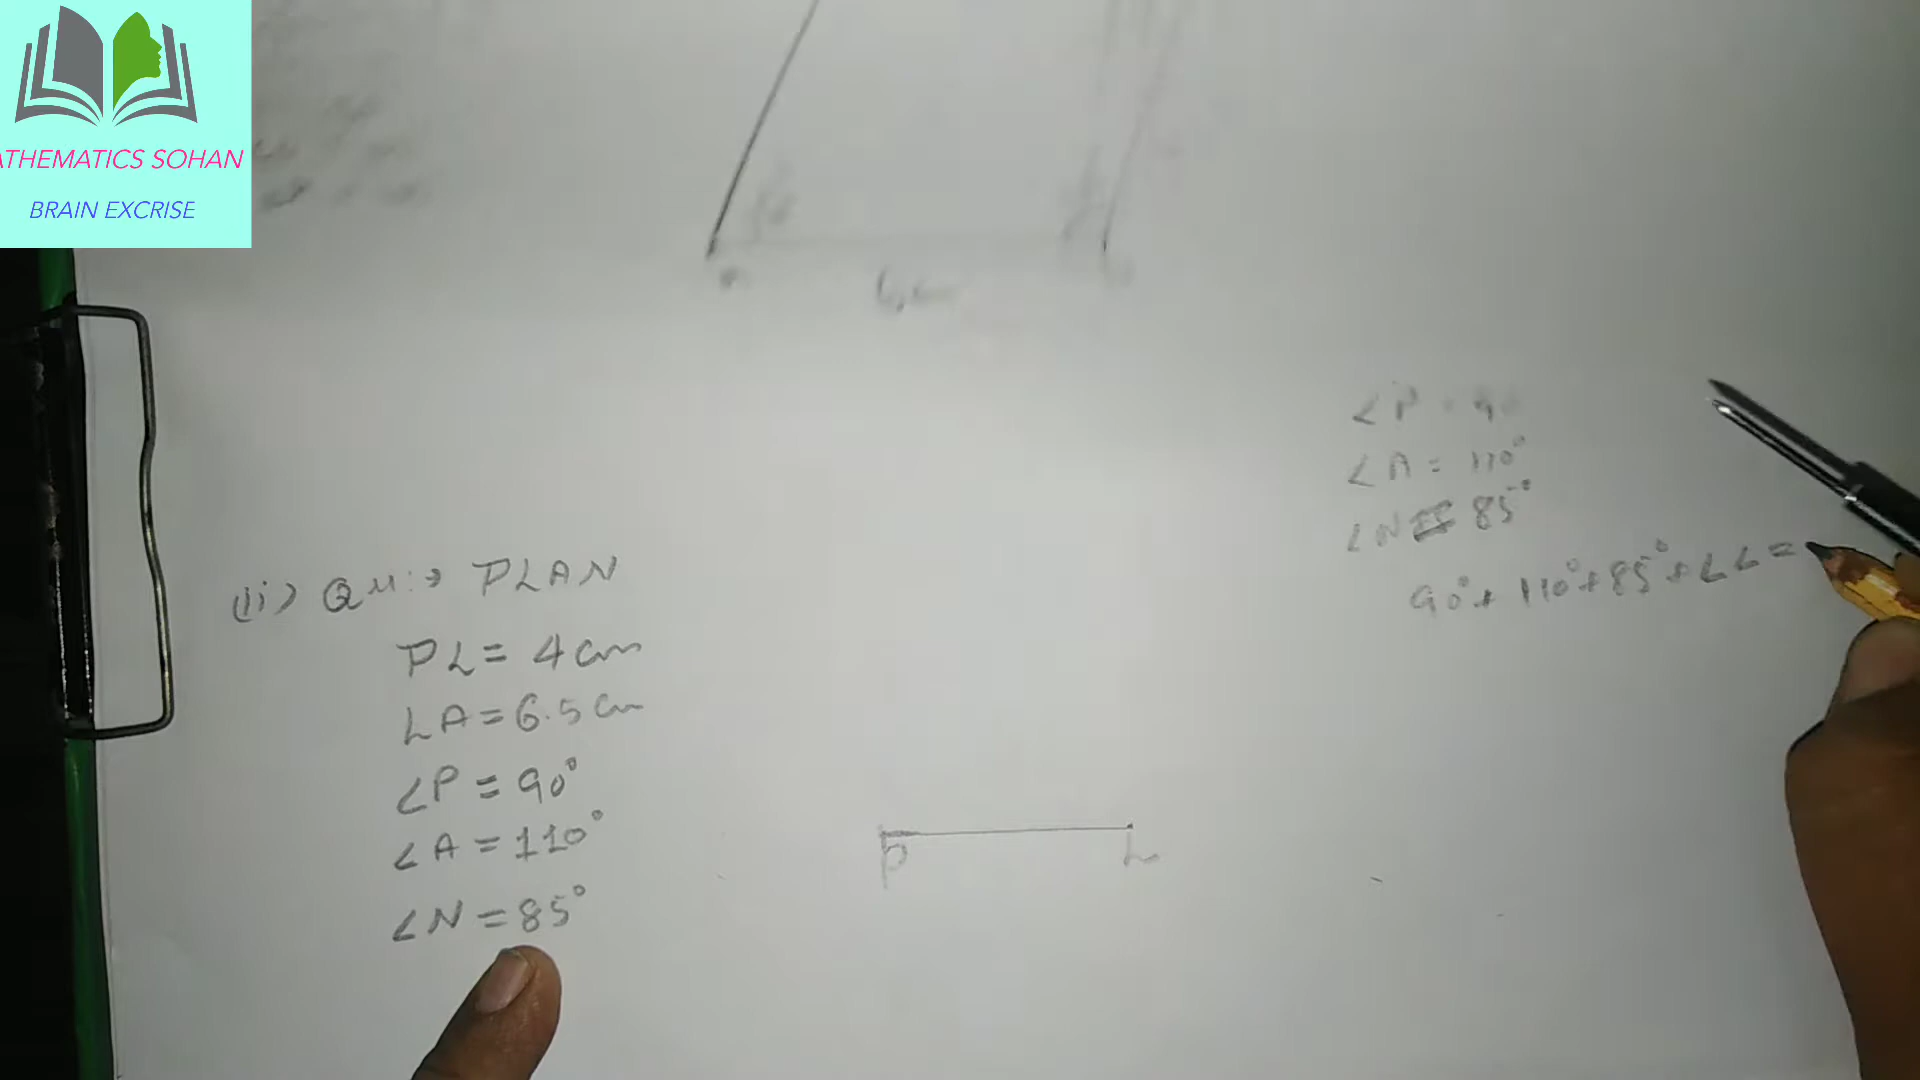 ATHEMATICS SOHAN
BRAIN EXCRISE
∠P = 90
∠A = 110°
∠N = 85°
90° + 110° + 85° + ∠L =
(ii) Qu :→ PLAN
PL = 4 cm
LA = 6.5 cm
∠P = 90°
∠A = 110°
∠N = 85°
P L